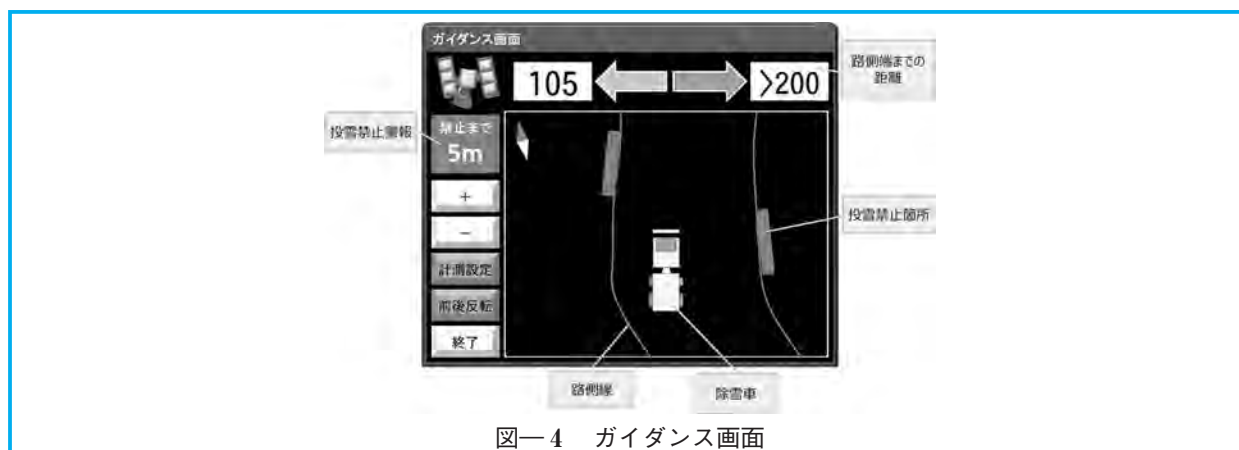 ガイダンス画面
105
>200
路側端までの
距離
投雪禁止警報
禁止まで
5m
+
−
計測設定
前後反転
終了
投雪禁止箇所
路側線
除雪車
図―4 ガイダンス画面